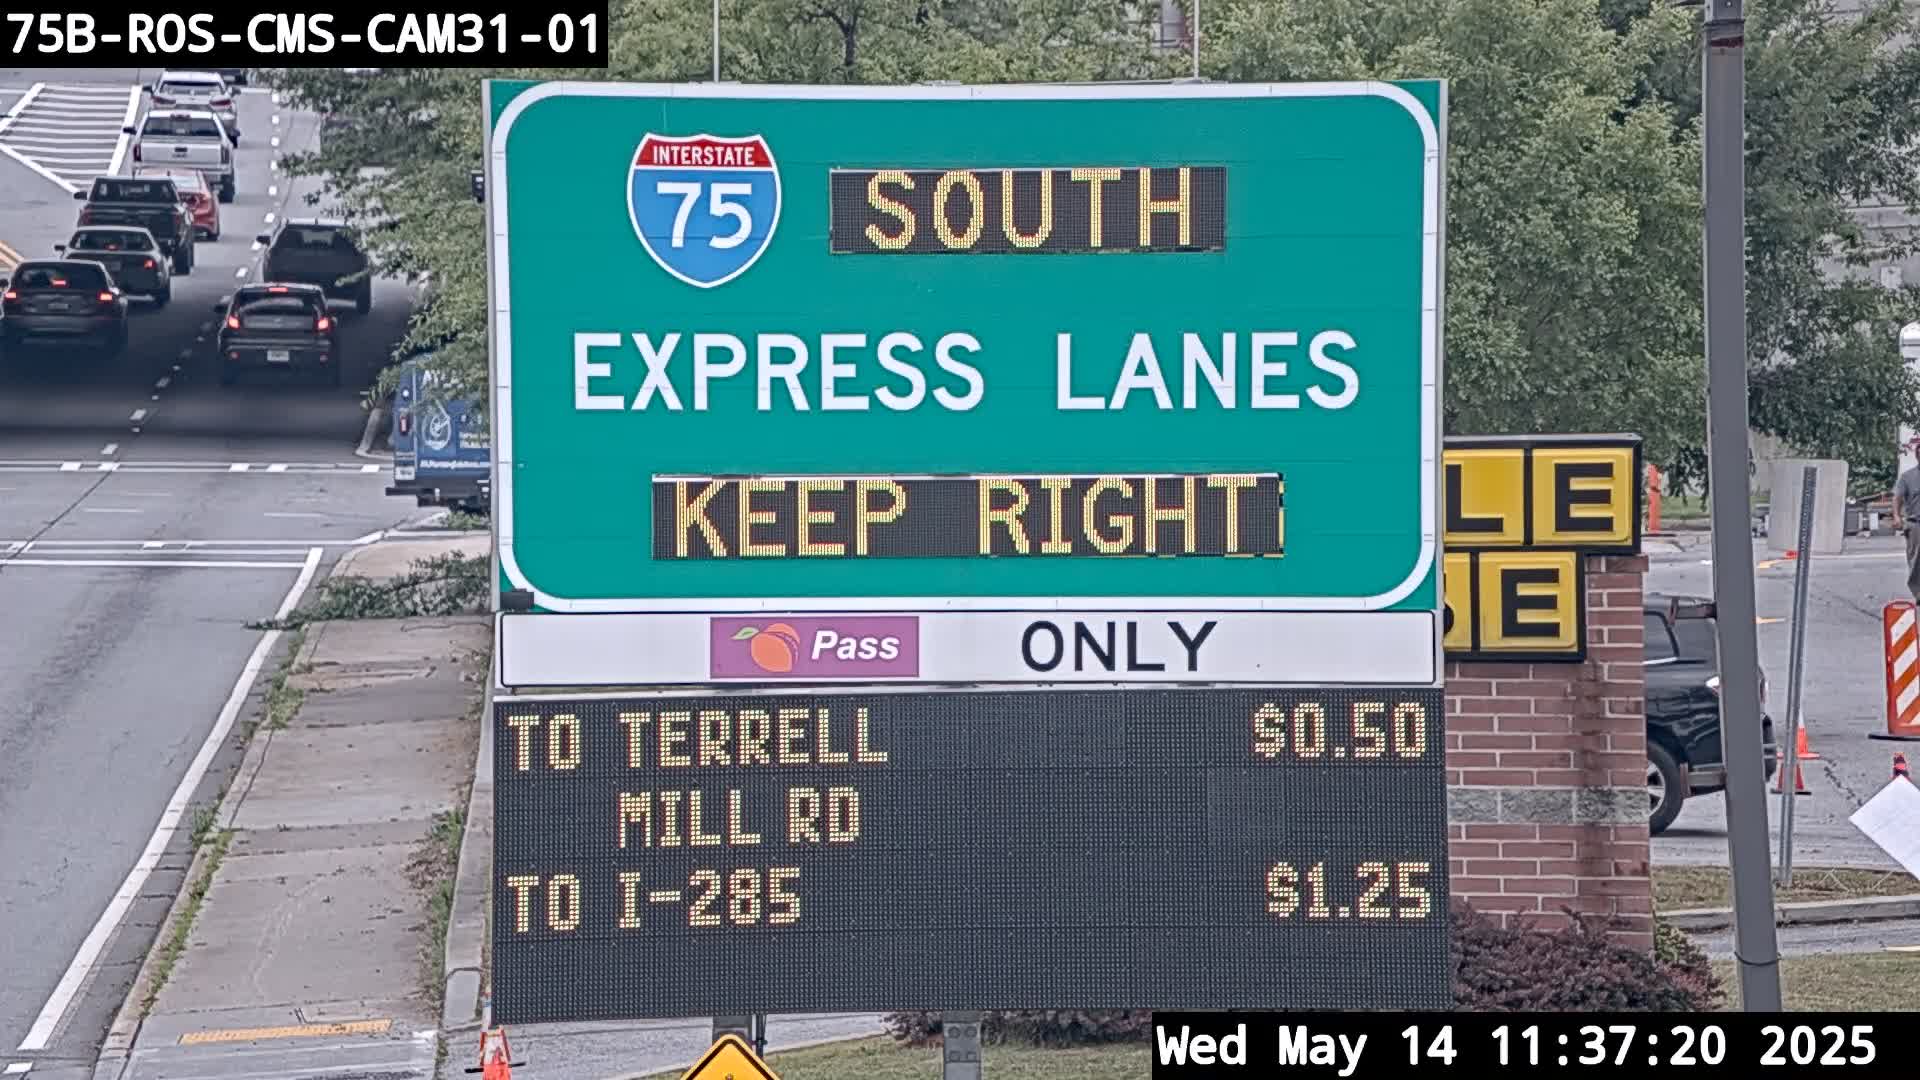 75B-ROS-CMS-CAM31-01
INTERSTATE
75
SOUTH
EXPRESS LANES
KEEP RIGHT
LE
E
Pass ONLY
TO TERRELL $0.50
MILL RD
TO I-285 $1.25
Wed May 14 11:37:20 2025